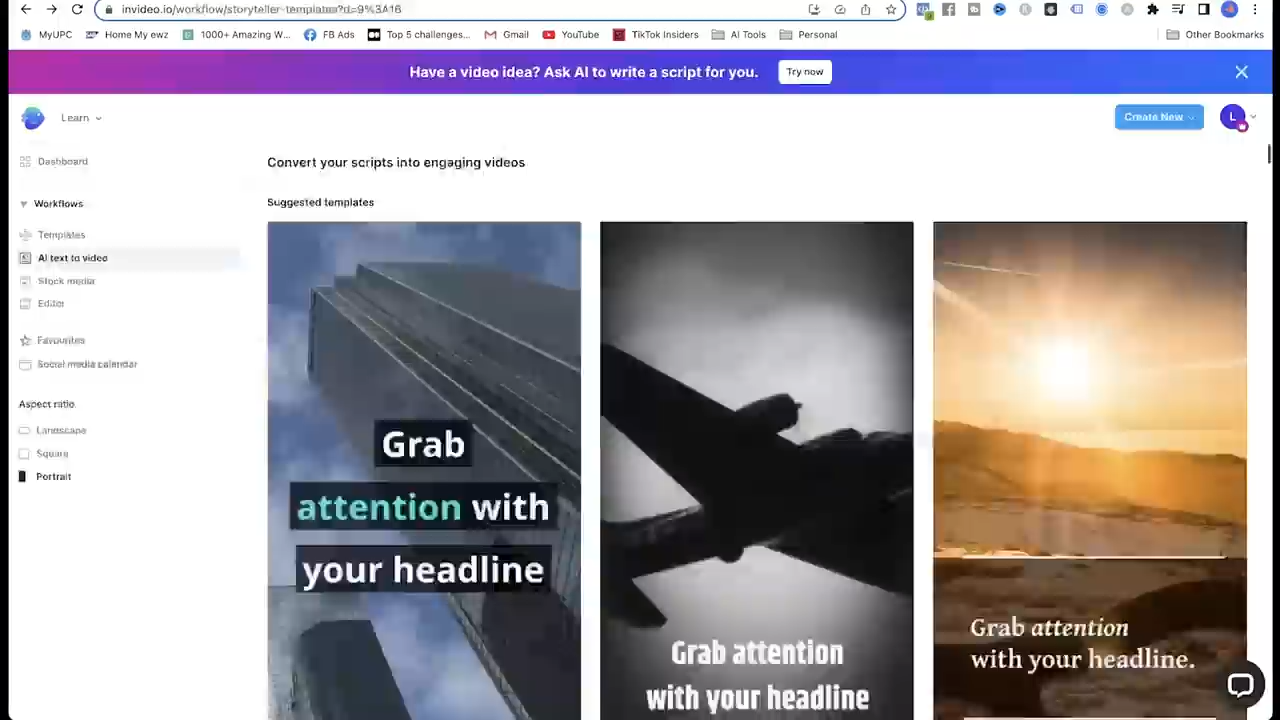 invideo.io/workflow/storyteller-templates?d=9%3A16
MyUPC
Home My ewz
1000+ Amazing W...
FB Ads
Top 5 challenges...
Gmail
YouTube
TikTok Insiders
AI Tools
Personal
Other Bookmarks
Have a video idea? Ask AI to write a script for you.
Try now
Learn
Create New
L
Dashboard
Convert your scripts into engaging videos
Workflows
Suggested templates
Templates
AI text to video
Stock media
Editor
Favourites
Social media calendar
Aspect ratio
Landscape
Square
Portrait
Grab
attention with
your headline
Grab attention
with your headline
Grab attention
with your headline.